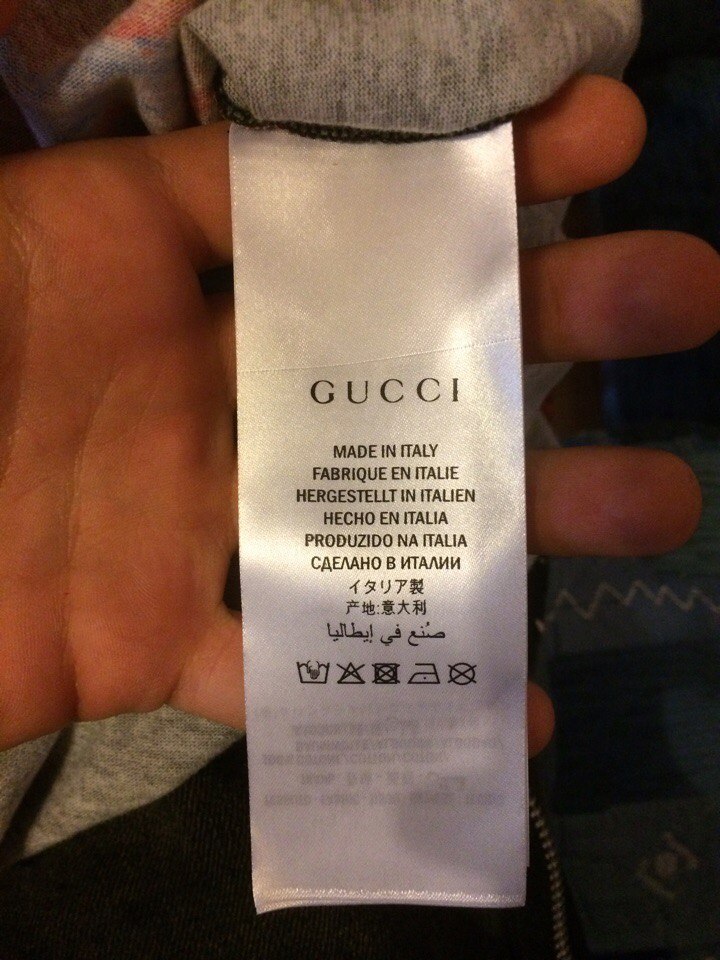 GUCCI
MADE IN ITALY
FABRIQUE EN ITALIE
HERGESTELLT IN ITALIEN
HECHO EN ITALIA
PRODUZIDO NA ITALIA
СДЕЛАНО В ИТАЛИИ
イタリア製
产地:意大利
صُنع في إيطاليا